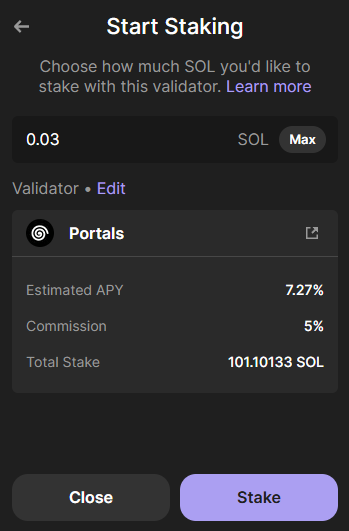 Start Staking
Choose how much SOL you'd like to
stake with this validator. Learn more
0.03 SOL Max
Validator • Edit
Portals
Estimated APY 7.27%
Commission 5%
Total Stake 101.10133 SOL
Close Stake